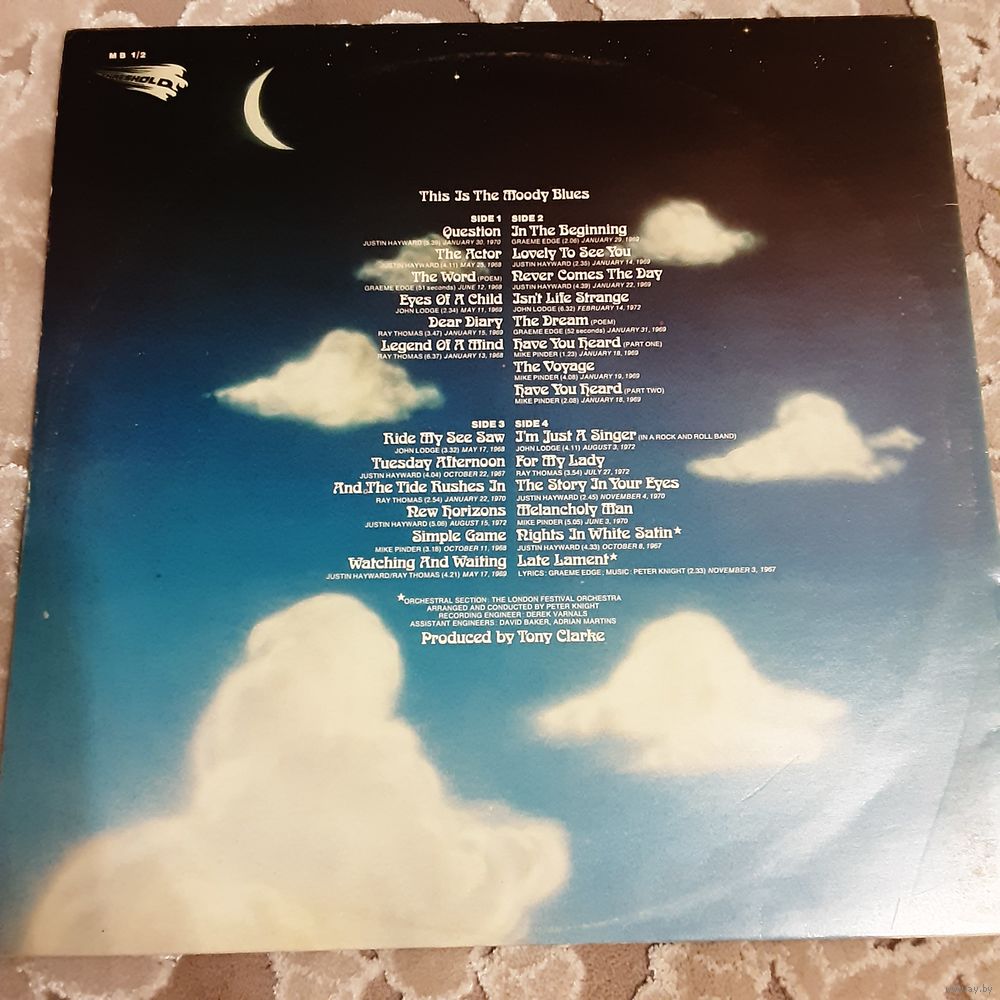 M B 1/2
THRESHOLD
This Is The Moody Blues
SIDE 1
Question
JUSTIN HAYWARD (5.39) JANUARY 30, 1970
The Actor
JUSTIN HAYWARD (4.11) MAY 25, 1968
The Word (POEM)
GRAEME EDGE (51 seconds) JUNE 12, 1968
Eyes Of A Child
JOHN LODGE (2.34) MAY 11, 1969
Dear Diary
RAY THOMAS (3.47) JANUARY 15, 1969
Legend Of A Mind
RAY THOMAS (6.37) JANUARY 13, 1968
SIDE 2
In The Beginning
GRAEME EDGE (2.06) JANUARY 29, 1969
Lovely To See You
JUSTIN HAYWARD (2.35) JANUARY 14, 1969
Never Comes The Day
JUSTIN HAYWARD (4.39) JANUARY 22, 1969
Isn't Life Strange
JOHN LODGE (6.32) FEBRUARY 14, 1972
The Dream (POEM)
GRAEME EDGE (52 seconds) JANUARY 31, 1969
Have You Heard (PART ONE)
MIKE PINDER (1.23) JANUARY 18, 1969
The Voyage
MIKE PINDER (4.08) JANUARY 19, 1969
Have You Heard (PART TWO)
MIKE PINDER (2.08) JANUARY 18, 1969
SIDE 3
Ride My See Saw
JOHN LODGE (3.32) MAY 17, 1968
Tuesday Afternoon
JUSTIN HAYWARD (4.04) OCTOBER 22, 1967
And The Tide Rushes In
RAY THOMAS (2.54) JANUARY 22, 1970
New Horizons
JUSTIN HAYWARD (5.06) AUGUST 15, 1972
Simple Game
MIKE PINDER (3.18) OCTOBER 11, 1968
Watching And Waiting
JUSTIN HAYWARD/RAY THOMAS (4.21) MAY 17, 1969
SIDE 4
I'm Just A Singer (IN A ROCK AND ROLL BAND)
JOHN LODGE (4.11) AUGUST 3, 1972
For My Lady
RAY THOMAS (3.54) JULY 27, 1972
The Story In Your Eyes
JUSTIN HAYWARD (2.45) NOVEMBER 4, 1970
Melancholy Man
MIKE PINDER (5.05) JUNE 3, 1970
Nights In White Satin★
JUSTIN HAYWARD (4.33) OCTOBER 8, 1967
Late Lament★
LYRICS: GRAEME EDGE; MUSIC: PETER KNIGHT (2.33) NOVEMBER 3, 1967
★ORCHESTRAL SECTION: THE LONDON FESTIVAL ORCHESTRA
ARRANGED AND CONDUCTED BY PETER KNIGHT
RECORDING ENGINEER: DEREK VARNALS
ASSISTANT ENGINEERS: DAVID BAKER, ADRIAN MARTINS
Produced by Tony Clarke
www.ay.by